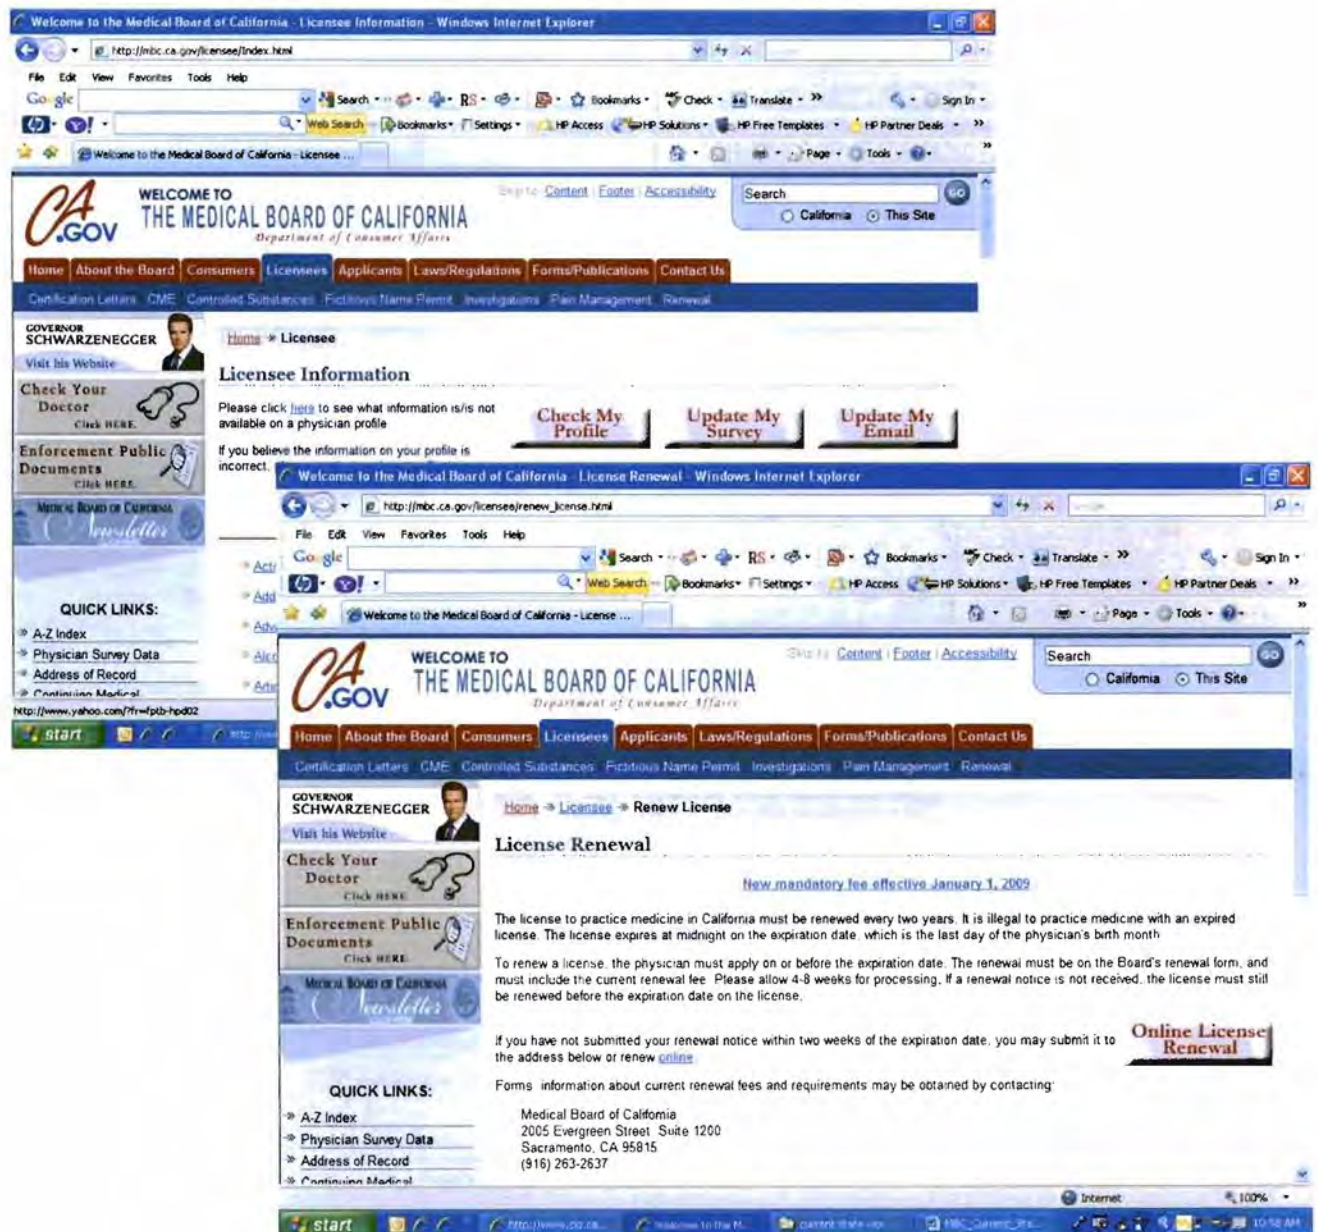 Welcome to the Medical Board of California - Licensee Information - Windows Internet Explorer
http://mbc.ca.gov/licensee/Index.html
File Edit View Favorites Tools Help
Google Search RS Bookmarks Check Translate Sign In
Web Search Bookmarks Settings HP Access HP Solutions HP Free Templates HP Partner Deals
Welcome to the Medical Board of California - Licensee ...
Page Tools
CA.GOV
WELCOME TO
THE MEDICAL BOARD OF CALIFORNIA
Department of Consumer Affairs
Skip to: Content | Footer | Accessibility
Search GO
California This Site
Home About the Board Consumers Licensees Applicants Laws/Regulations Forms/Publications Contact Us
Certification Letters CME Controlled Substances Fictitious Name Permit Investigations Pain Management Renewal
GOVERNOR
SCHWARZENEGGER
Visit his Website
Check Your
Doctor
Click HERE.
Enforcement Public
Documents
Click HERE.
MEDICAL BOARD OF CALIFORNIA
Newsletter
QUICK LINKS:
» A-Z Index
» Physician Survey Data
» Address of Record
» Continuing Medical
Home » Licensee
Licensee Information
Please click here to see what information is/is not
available on a physician profile
If you believe the information on your profile is
incorrect,
Check My
Profile
Update My
Survey
Update My
Email
http://www.yahoo.com/?fr=fptb-hpd02
start
Welcome to the Medical Board of California - License Renewal - Windows Internet Explorer
http://mbc.ca.gov/licensee/renew_license.html
File Edit View Favorites Tools Help
Google Search RS Bookmarks Check Translate Sign In
Web Search Bookmarks Settings HP Access HP Solutions HP Free Templates HP Partner Deals
Welcome to the Medical Board of California - License ...
Page Tools
CA.GOV
WELCOME TO
THE MEDICAL BOARD OF CALIFORNIA
Department of Consumer Affairs
Skip to: Content | Footer | Accessibility
Search GO
California This Site
Home About the Board Consumers Licensees Applicants Laws/Regulations Forms/Publications Contact Us
Certification Letters CME Controlled Substances Fictitious Name Permit Investigations Pain Management Renewal
GOVERNOR
SCHWARZENEGGER
Visit his Website
Check Your
Doctor
Click HERE
Enforcement Public
Documents
Click HERE
MEDICAL BOARD OF CALIFORNIA
Newsletter
QUICK LINKS:
» A-Z Index
» Physician Survey Data
» Address of Record
» Continuing Medical
Home » Licensee » Renew License
License Renewal
New mandatory fee effective January 1, 2009
The license to practice medicine in California must be renewed every two years. It is illegal to practice medicine with an expired
license. The license expires at midnight on the expiration date, which is the last day of the physician's birth month
To renew a license, the physician must apply on or before the expiration date. The renewal must be on the Board's renewal form, and
must include the current renewal fee. Please allow 4-8 weeks for processing. If a renewal notice is not received, the license must still
be renewed before the expiration date on the license.
If you have not submitted your renewal notice within two weeks of the expiration date, you may submit it to
the address below or renew online
Online License
Renewal
Forms information about current renewal fees and requirements may be obtained by contacting:
Medical Board of California
2005 Evergreen Street Suite 1200
Sacramento, CA 95815
(916) 263-2637
Internet 100%
start 10:58 AM